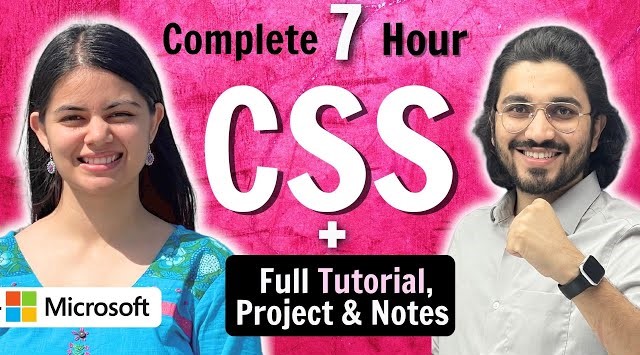 Complete 7 Hour
CSS
+
Full Tutorial,
Project & Notes
Microsoft